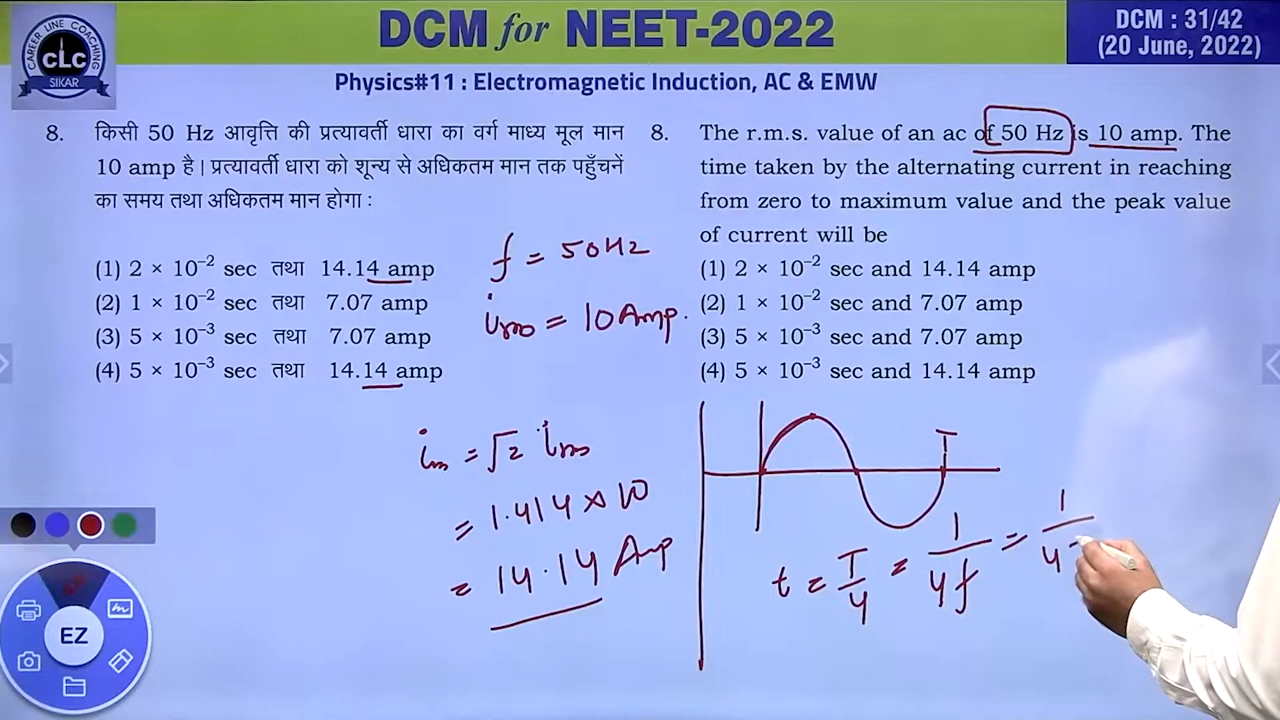 CAREER LINE COACHING
CLC
SIKAR
DCM for NEET-2022
DCM : 31/42
(20 June, 2022)
Physics#11 : Electromagnetic Induction, AC & EMW
8. किसी 50 Hz आवृत्ति की प्रत्यावर्ती धारा का वर्ग माध्य मूल मान
10 amp है। प्रत्यावर्ती धारा को शून्य से अधिकतम मान तक पहुँचनें
का समय तथा अधिकतम मान होगा :
(1) 2 × 10⁻² sec तथा 14.14 amp
(2) 1 × 10⁻² sec तथा 7.07 amp
(3) 5 × 10⁻³ sec तथा 7.07 amp
(4) 5 × 10⁻³ sec तथा 14.14 amp
f = 50Hz
i rms = 10 Amp.
8. The r.m.s. value of an ac of 50 Hz is 10 amp. The
time taken by the alternating current in reaching
from zero to maximum value and the peak value
of current will be
(1) 2 × 10⁻² sec and 14.14 amp
(2) 1 × 10⁻² sec and 7.07 amp
(3) 5 × 10⁻³ sec and 7.07 amp
(4) 5 × 10⁻³ sec and 14.14 amp
i m = √2 i rms
= 1.414 × 10
= 14.14 Amp
T
t = T/4 = 1/4f = 1/4
EZ